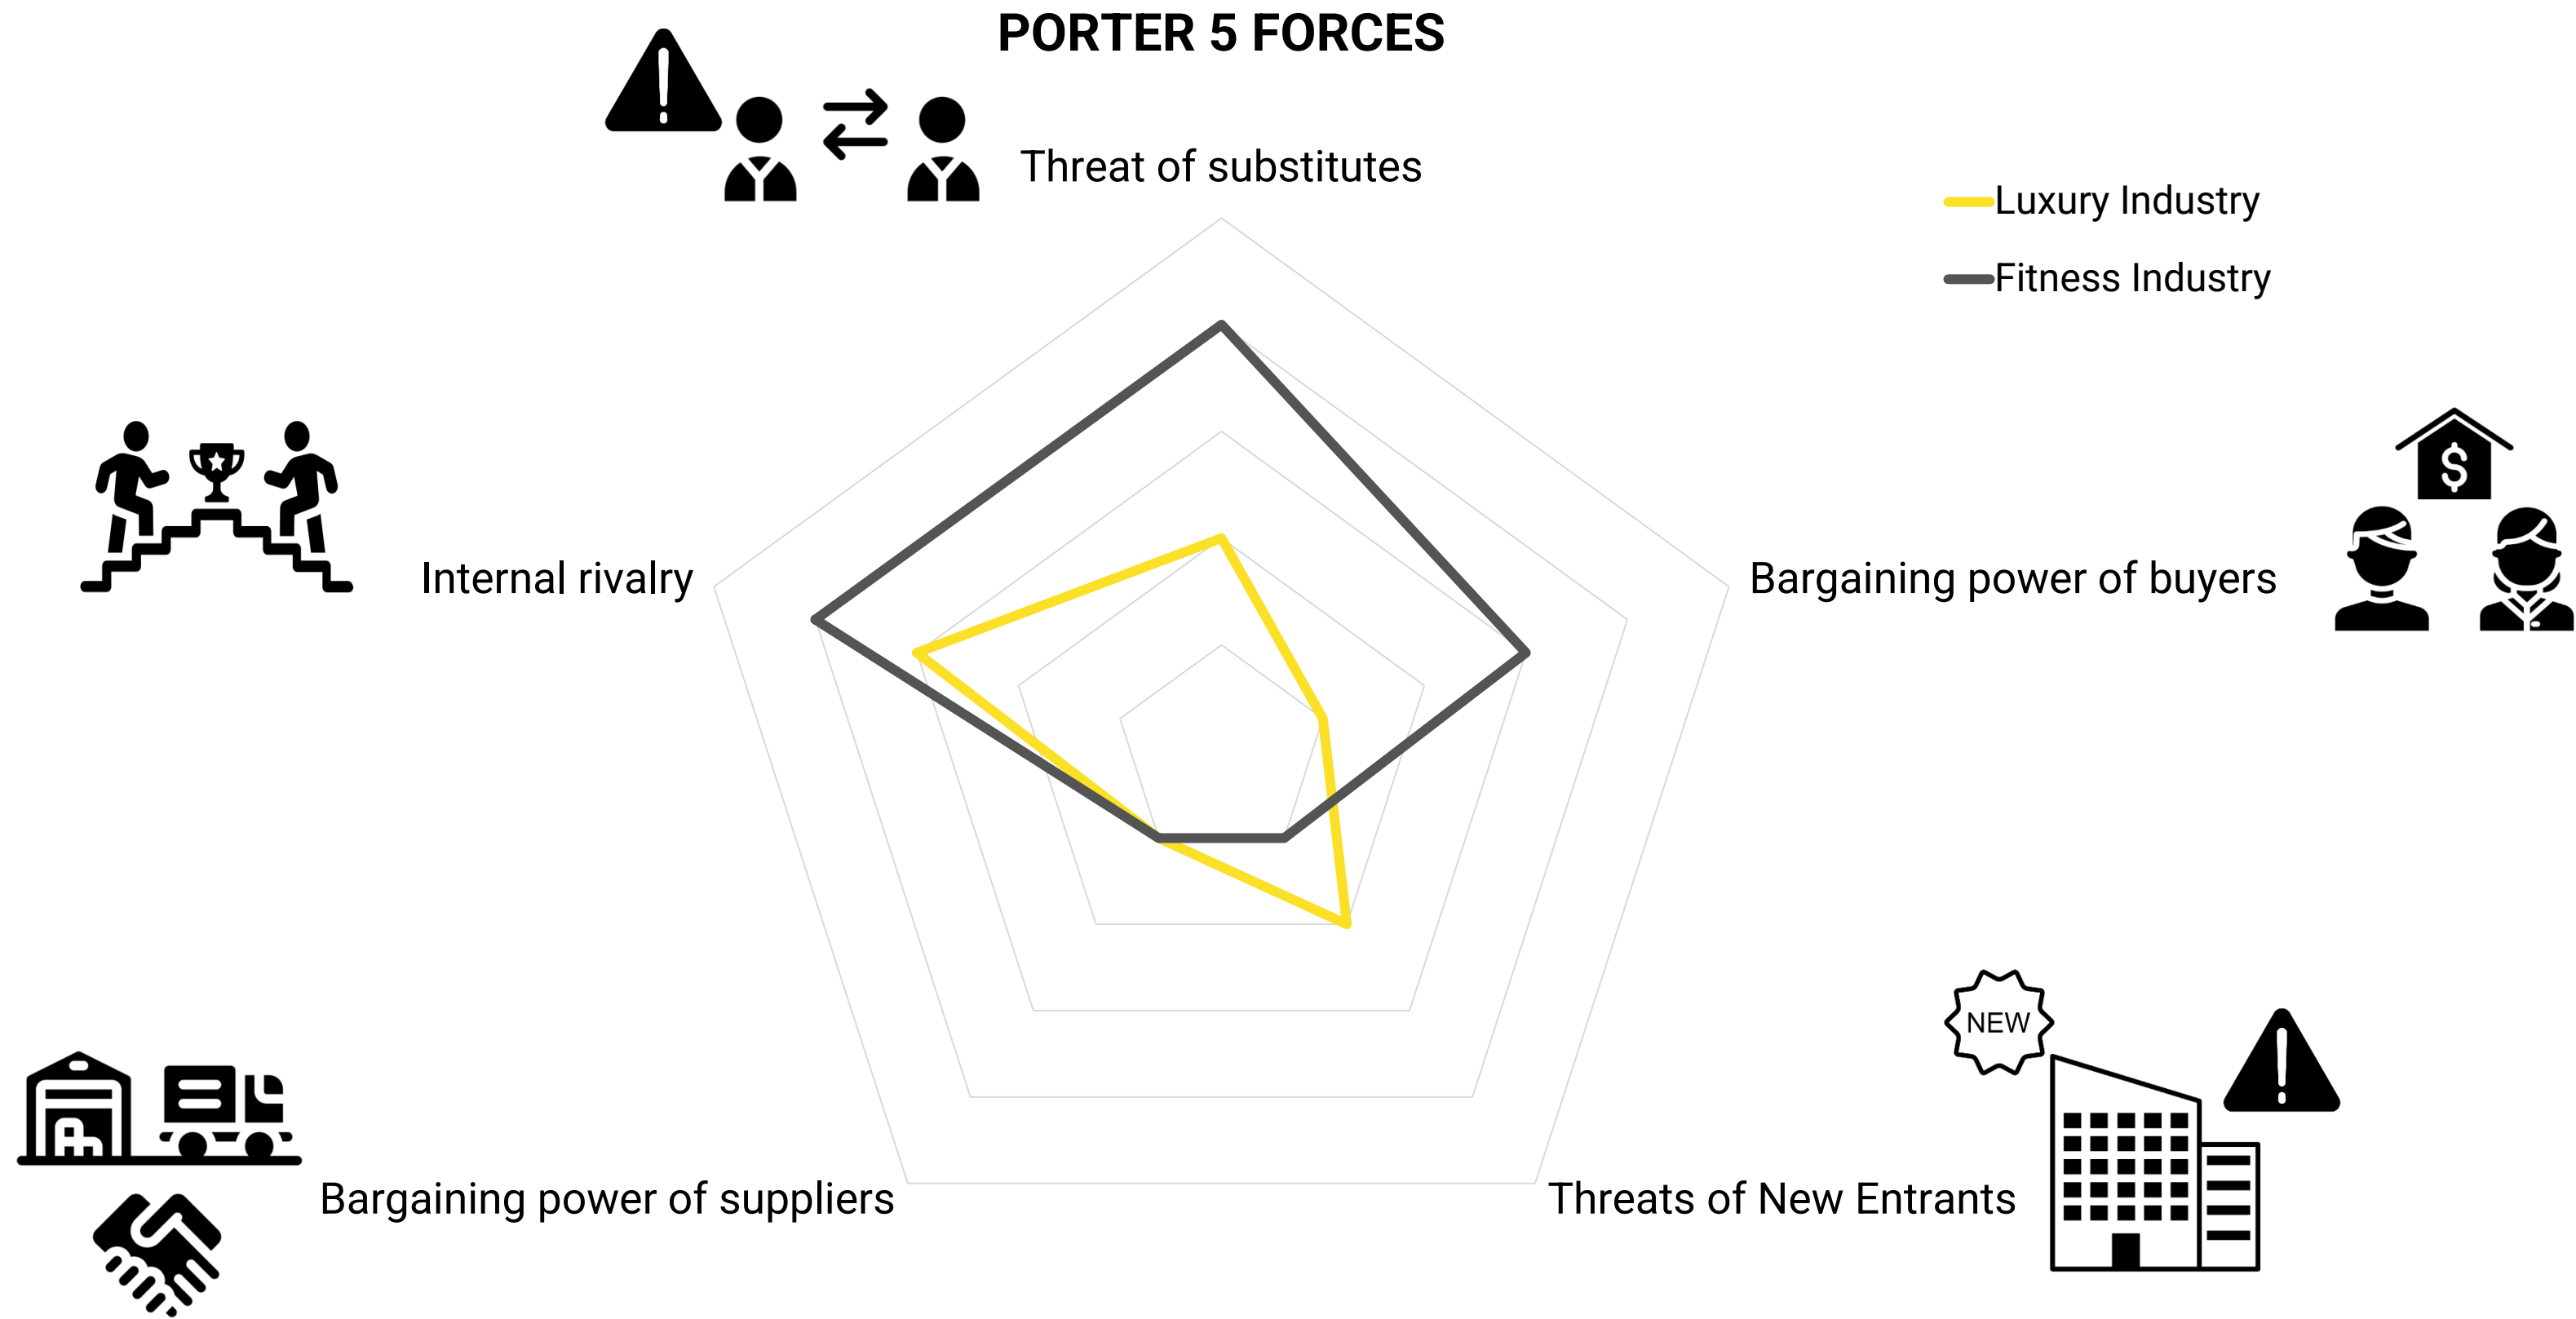 PORTER 5 FORCES
Threat of substitutes
Luxury Industry
Fitness Industry
Internal rivalry
Bargaining power of buyers
$
NEW
Bargaining power of suppliers
Threats of New Entrants